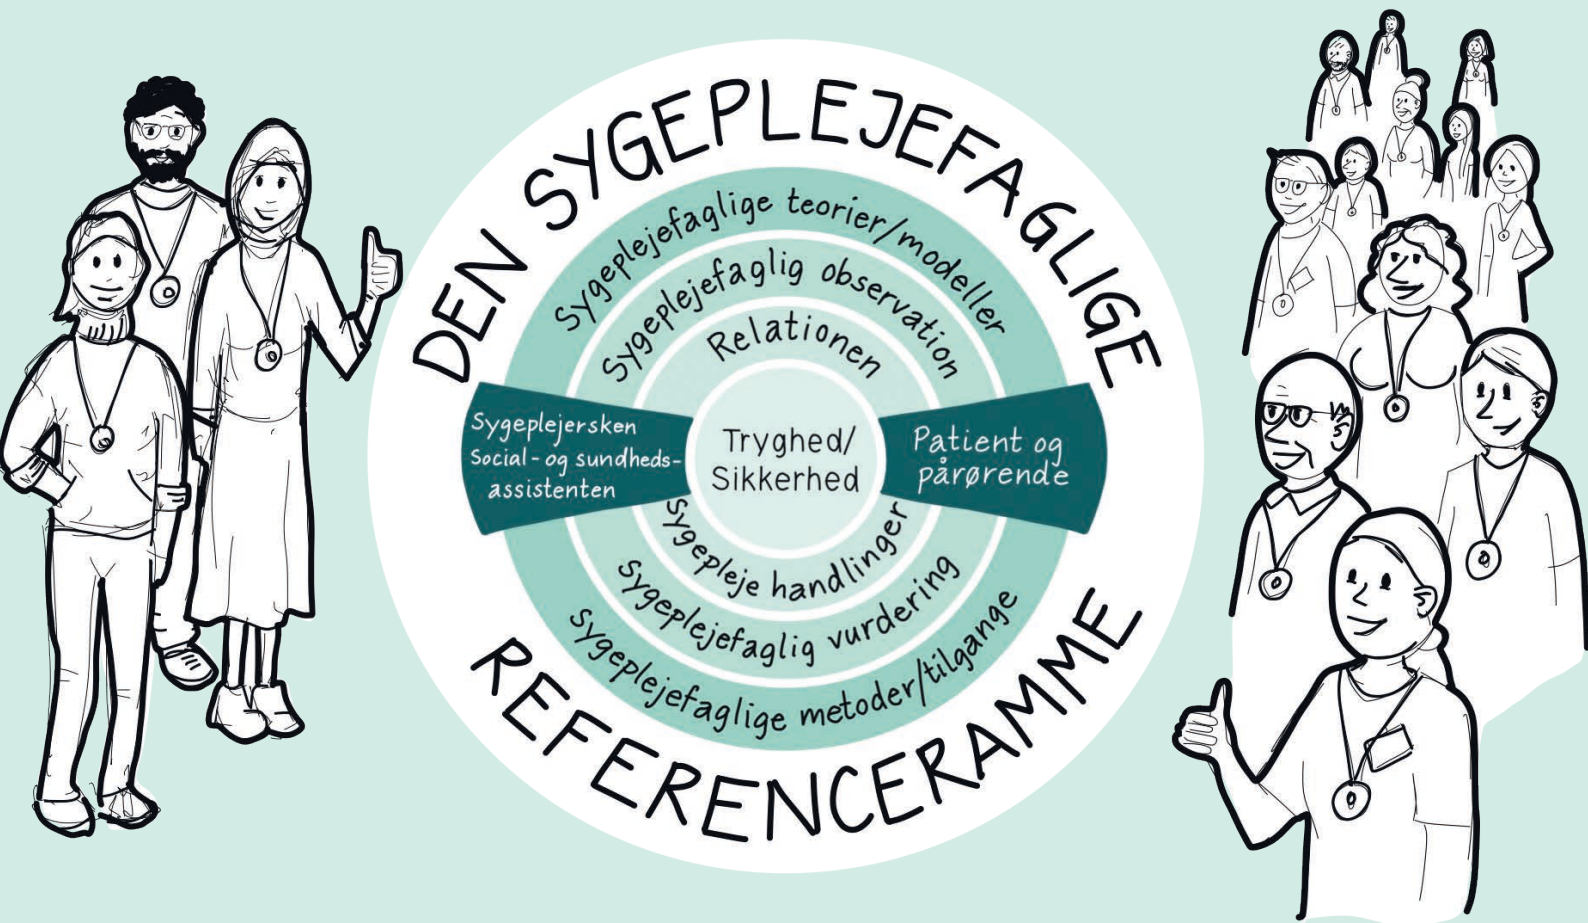 DEN SYGEPLEJEFAGLIGE
Sygeplejefaglige teorier/modeller
Sygeplejefaglig observation
Relationen
Sygeplejersken
Social- og sundheds-
assistenten
Tryghed/
Sikkerhed
Patient og
pårørende
Sygepleje handlinger
Sygeplejefaglig vurdering
Sygeplejefaglige metoder/tilgange
REFERENCERAMME